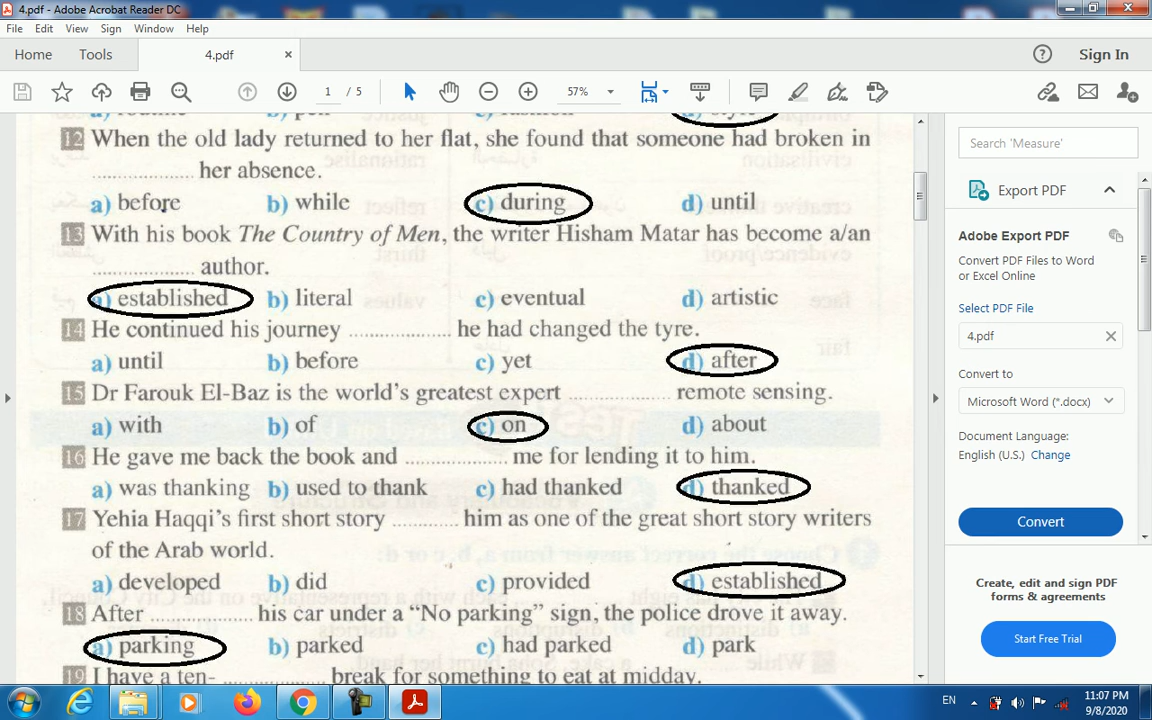 4.pdf - Adobe Acrobat Reader DC
File Edit View Sign Window Help
Home Tools 4.pdf × Sign In
1 / 5 57%
12 When the old lady returned to her flat, she found that someone had broken in
.................. her absence.
a) before b) while c) during d) until
13 With his book The Country of Men, the writer Hisham Matar has become a/an
.................. author.
a) established b) literal c) eventual d) artistic
14 He continued his journey .................. he had changed the tyre.
a) until b) before c) yet d) after
15 Dr Farouk El-Baz is the world's greatest expert .................. remote sensing.
a) with b) of c) on d) about
16 He gave me back the book and .................. me for lending it to him.
a) was thanking b) used to thank c) had thanked d) thanked
17 Yehia Haqqi's first short story ............ him as one of the great short story writers
of the Arab world.
a) developed b) did c) provided d) established
18 After .................. his car under a "No parking" sign, the police drove it away.
a) parking b) parked c) had parked d) park
19 I have a ten- .................. break for something to eat at midday.
Search 'Measure'
Export PDF
Adobe Export PDF
Convert PDF Files to Word
or Excel Online
Select PDF File
4.pdf
Convert to
Microsoft Word (*.docx)
Document Language:
English (U.S.) Change
Convert
Create, edit and sign PDF
forms & agreements
Start Free Trial
EN
11:07 PM
9/8/2020